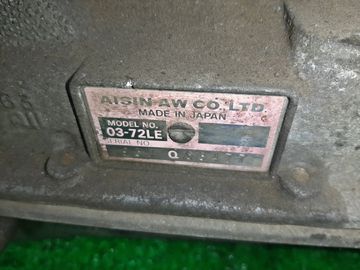 AISIN AW CO.,LTD.
MADE IN JAPAN
MODEL NO.
03-72LE
SERIAL NO.
Q